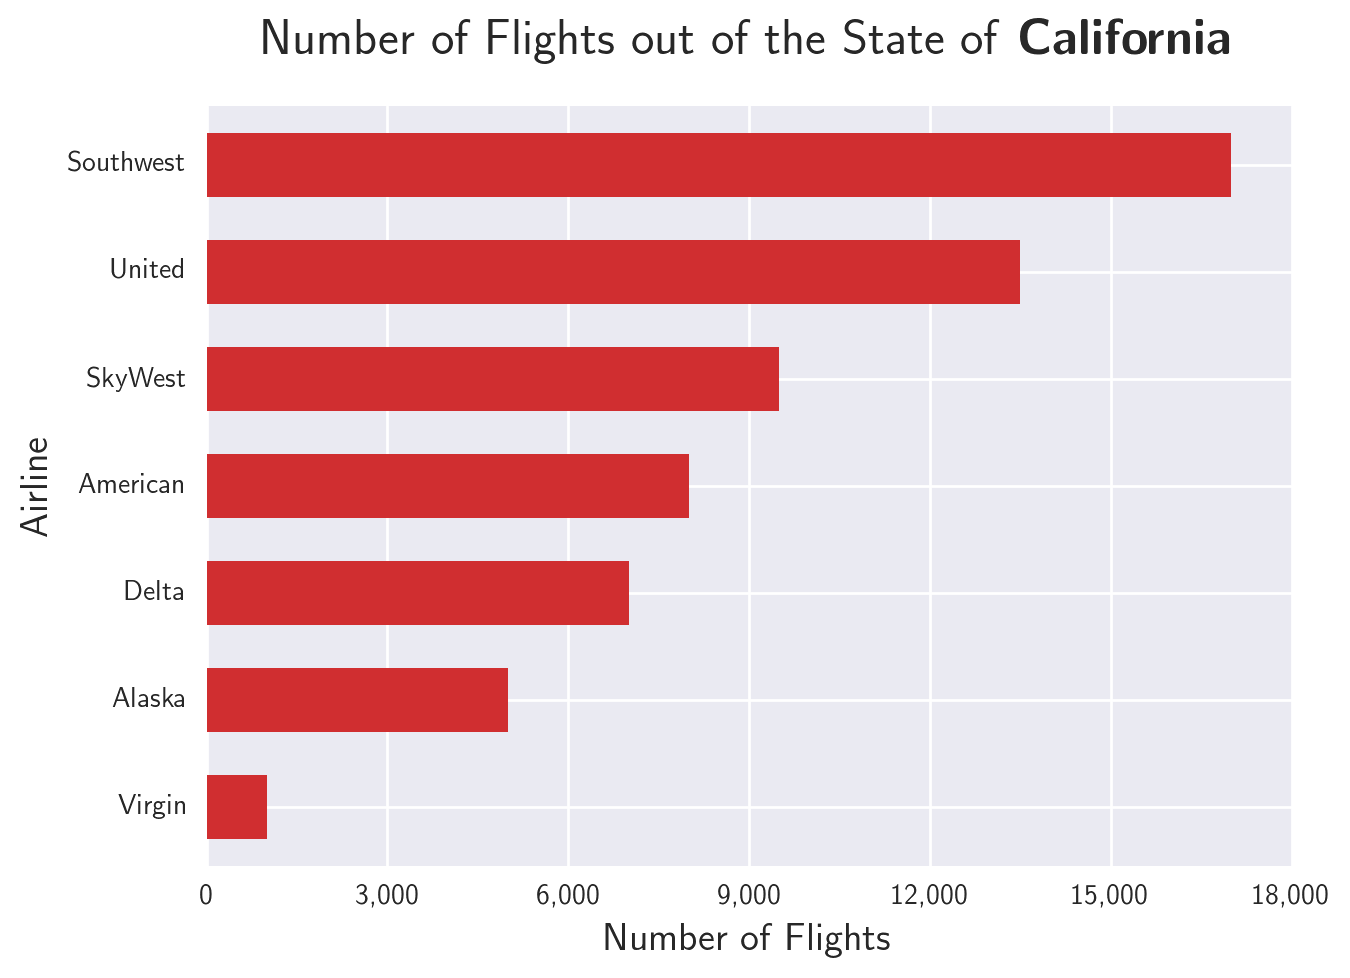 Number of Flights out of the State of California
Southwest
United
SkyWest
American
Delta
Alaska
Virgin
Airline
0 3,000 6,000 9,000 12,000 15,000 18,000
Number of Flights